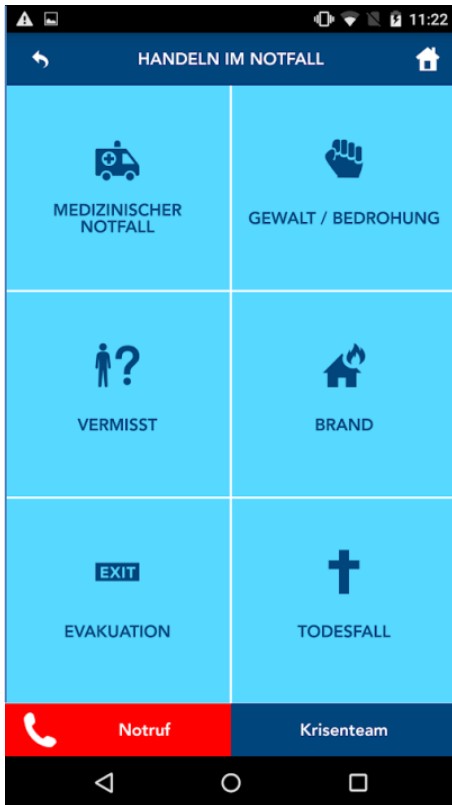 11:22
HANDELN IM NOTFALL
MEDIZINISCHER
NOTFALL
GEWALT / BEDROHUNG
VERMISST
BRAND
EXIT
EVAKUATION
TODESFALL
Notruf
Krisenteam